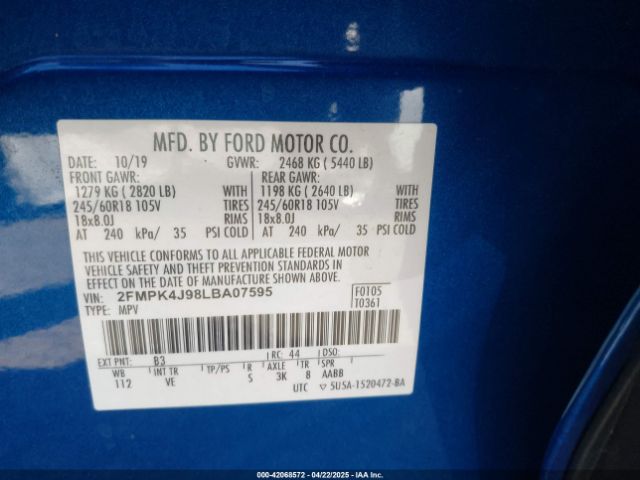 MFD. BY FORD MOTOR CO.
DATE: 10/19 GVWR: 2468 KG ( 5440 LB)
FRONT GAWR: REAR GAWR:
1279 KG ( 2820 LB) WITH 1198 KG ( 2640 LB) WITH
245/60R18 105V TIRES 245/60R18 105V TIRES
18x8.0J RIMS 18x8.0J RIMS
AT 240 kPa/ 35 PSI COLD AT 240 kPa/ 35 PSI COLD
THIS VEHICLE CONFORMS TO ALL APPLICABLE FEDERAL MOTOR
VEHICLE SAFETY AND THEFT PREVENTION STANDARDS IN
EFFECT ON THE DATE OF MANUFACTURE SHOWN ABOVE.
VIN: 2FMPK4J98LBA07595 F0105
TYPE: MPV T0361
EXT PNT: B3 RC: 44 DSO:
WB INT TR TP/PS R AXLE TR SPR
112 VE S 3K 8 AABB
UTC ▽ 5U5A-1520472-BA
000-42068572 - 04/22/2025 - IAAI.COM